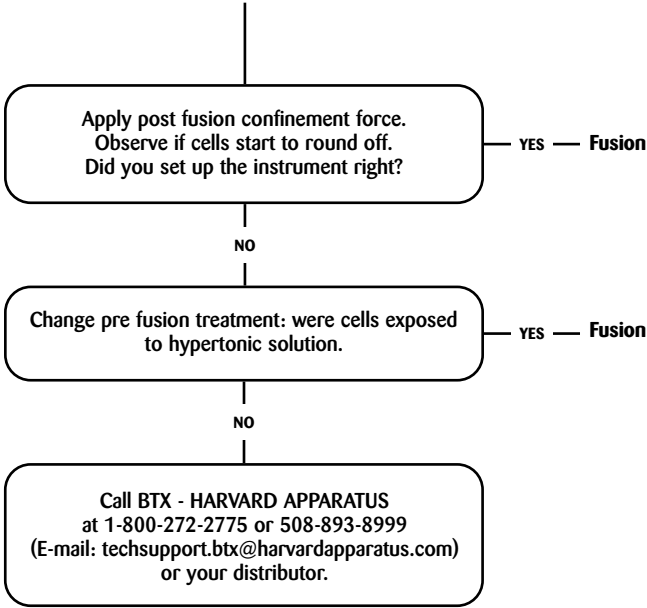 Apply post fusion confinement force.
Observe if cells start to round off.
Did you set up the instrument right?
YES
Fusion
NO
Change pre fusion treatment: were cells exposed
to hypertonic solution.
YES
Fusion
NO
Call BTX - HARVARD APPARATUS
at 1-800-272-2775 or 508-893-8999
(E-mail: techsupport.btx@harvardapparatus.com)
or your distributor.